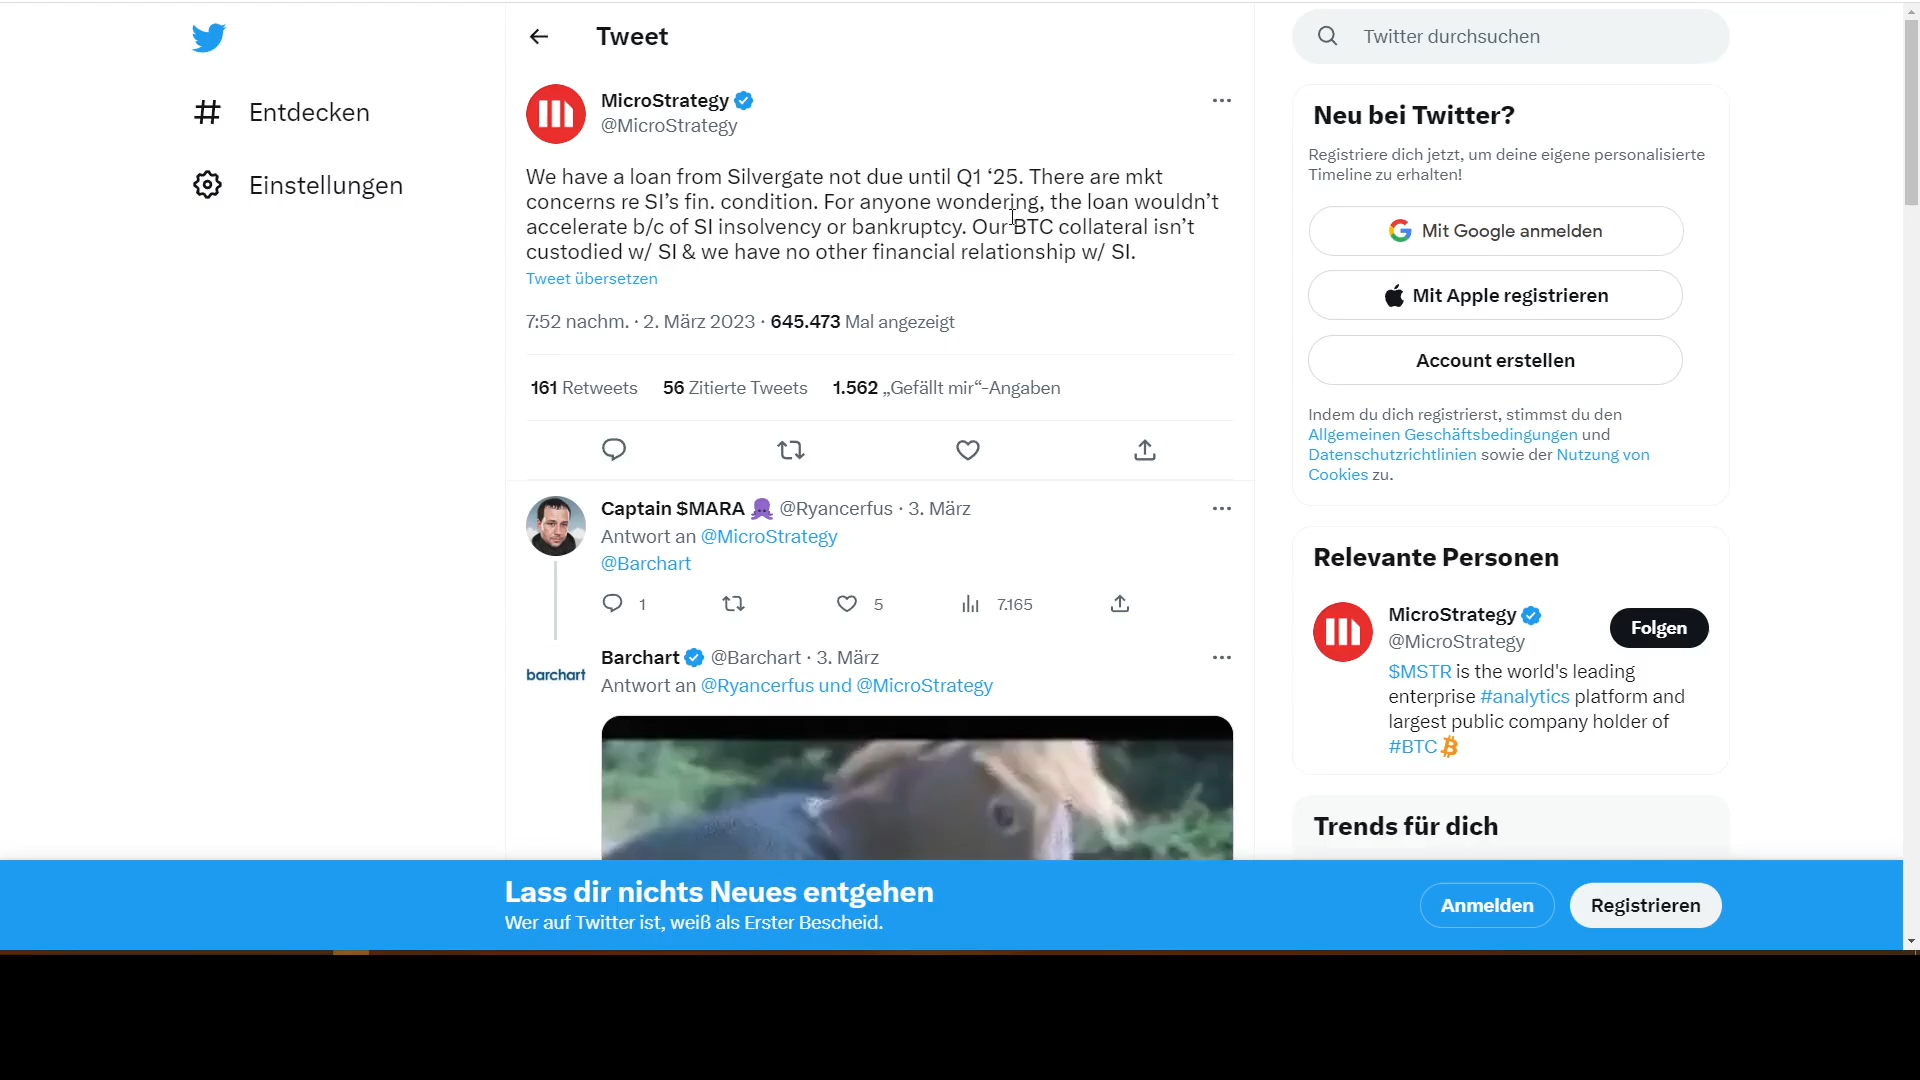 Tweet
Twitter durchsuchen
Entdecken
Einstellungen
MicroStrategy
@MicroStrategy
We have a loan from Silvergate not due until Q1 ‘25. There are mkt
concerns re SI’s fin. condition. For anyone wondering, the loan wouldn’t
accelerate b/c of SI insolvency or bankruptcy. Our BTC collateral isn’t
custodied w/ SI & we have no other financial relationship w/ SI.
Tweet übersetzen
7:52 nachm. · 2. März 2023 · 645.473 Mal angezeigt
161 Retweets 56 Zitierte Tweets 1.562 „Gefällt mir“-Angaben
Captain $MARA @Ryancerfus · 3. März
Antwort an @MicroStrategy
@Barchart
1 5 7.165
barchart
Barchart @Barchart · 3. März
Antwort an @Ryancerfus und @MicroStrategy
Neu bei Twitter?
Registriere dich jetzt, um deine eigene personalisierte
Timeline zu erhalten!
Mit Google anmelden
Mit Apple registrieren
Account erstellen
Indem du dich registrierst, stimmst du den
Allgemeinen Geschäftsbedingungen und
Datenschutzrichtlinien sowie der Nutzung von
Cookies zu.
Relevante Personen
MicroStrategy
@MicroStrategy
Folgen
$MSTR is the world's leading
enterprise #analytics platform and
largest public company holder of
#BTC
Trends für dich
Lass dir nichts Neues entgehen
Wer auf Twitter ist, weiß als Erster Bescheid.
Anmelden
Registrieren